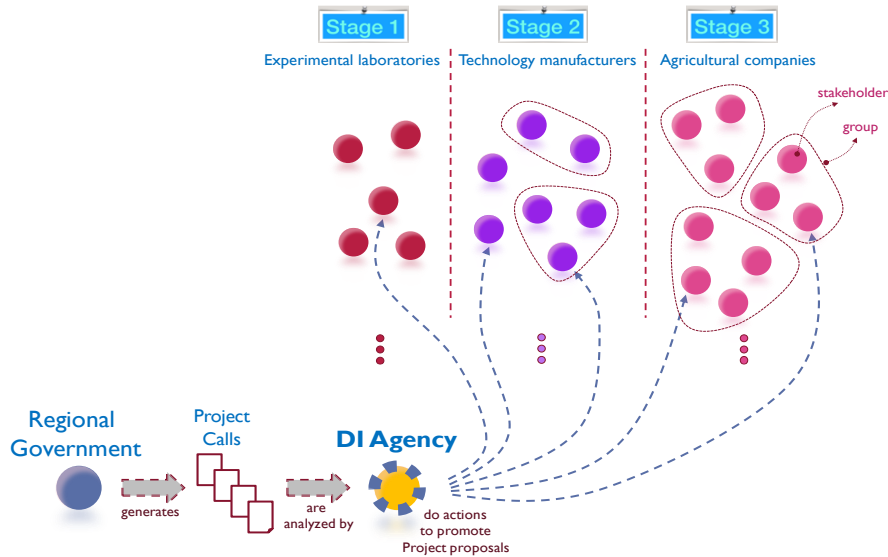 Stage 1
Stage 2
Stage 3
Experimental laboratories
Technology manufacturers
Agricultural companies
stakeholder
group
Regional
Government
Project
Calls
DI Agency
generates
are
analyzed by
do actions
to promote
Project proposals